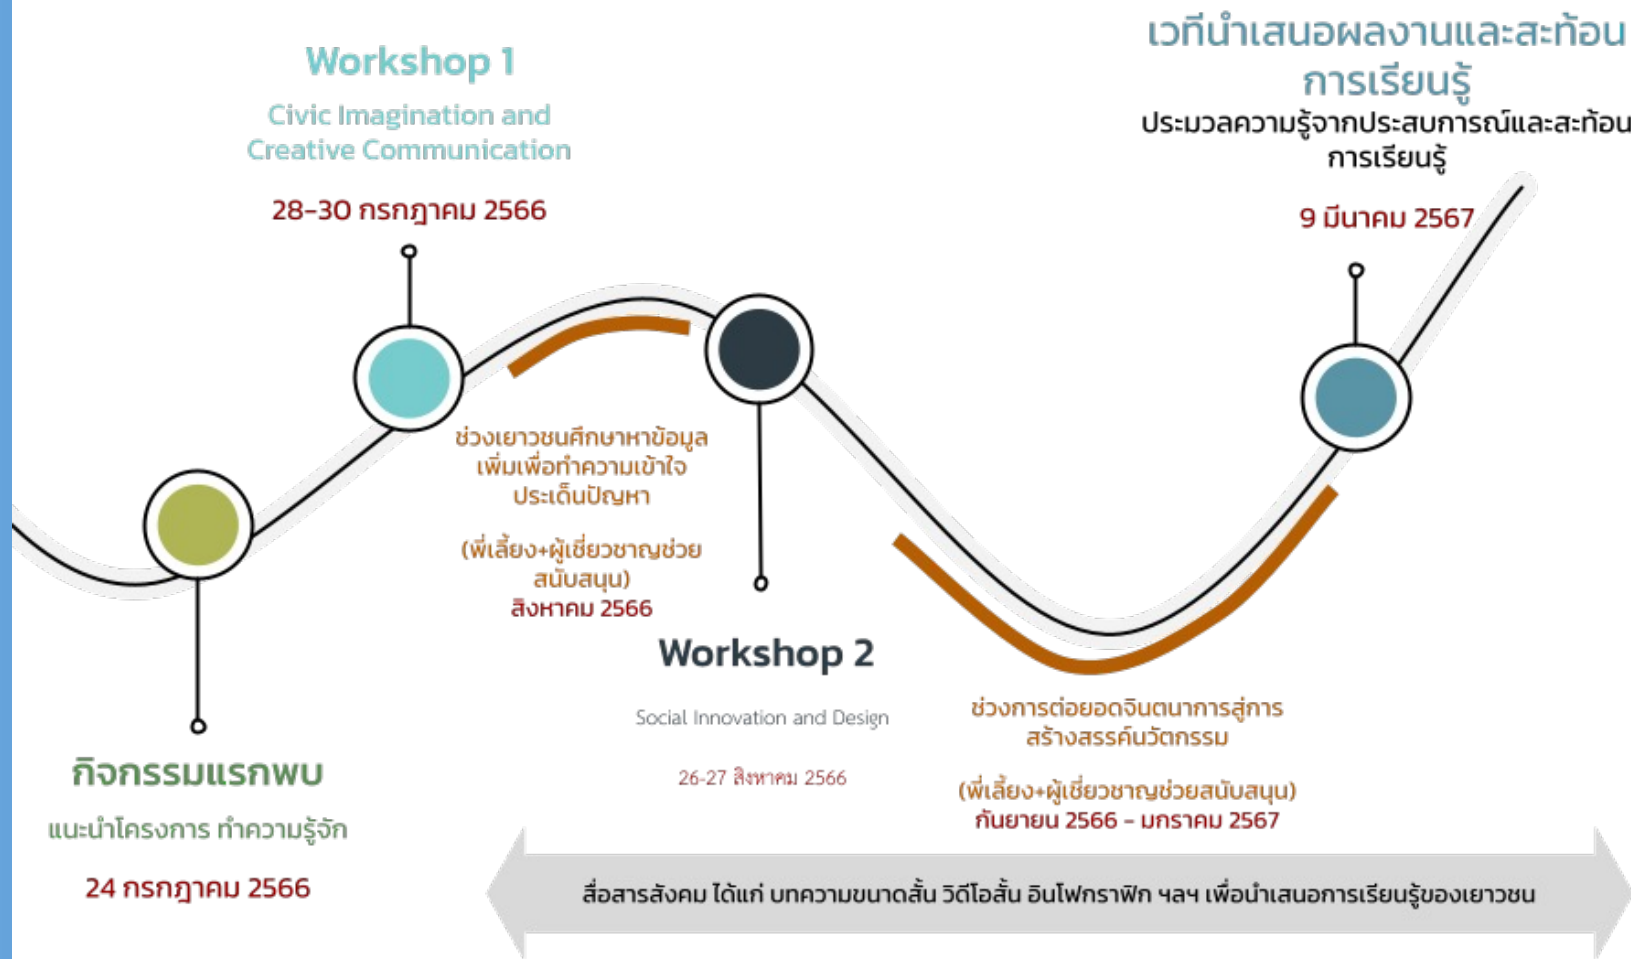 Workshop 1
Civic Imagination and
Creative Communication
28-30 กรกฎาคม 2566
เวทีนำเสนอผลงานและสะท้อน
การเรียนรู้
ประมวลความรู้จากประสบการณ์และสะท้อน
การเรียนรู้
9 มีนาคม 2567
ช่วงเยาวชนศึกษาหาข้อมูล
เพิ่มเพื่อทำความเข้าใจ
ประเด็นปัญหา
(พี่เลี้ยง+ผู้เชี่ยวชาญช่วย
สนับสนุน)
สิงหาคม 2566
Workshop 2
Social Innovation and Design
26-27 สิงหาคม 2566
ช่วงการต่อยอดจินตนาการสู่การ
สร้างสรรค์นวัตกรรม
(พี่เลี้ยง+ผู้เชี่ยวชาญช่วยสนับสนุน)
กันยายน 2566 - มกราคม 2567
กิจกรรมแรกพบ
แนะนำโครงการ ทำความรู้จัก
24 กรกฎาคม 2566
สื่อสารสังคม ได้แก่ บทความขนาดสั้น วิดีโอสั้น อินโฟกราฟิก ฯลฯ เพื่อนำเสนอการเรียนรู้ของเยาวชน